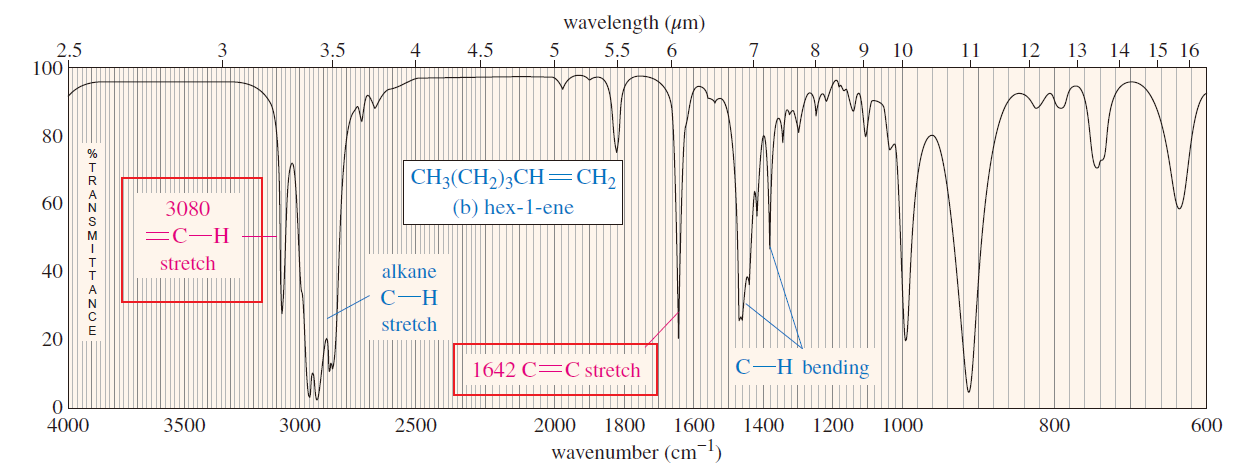 wavelength (μm)
2.5 3 3.5 4 4.5 5 5.5 6 7 8 9 10 11 12 13 14 15 16
100
80
60
40
20
0
%TRANSMITTANCE
3080
=C—H
stretch
alkane
C—H
stretch
CH₃(CH₂)₃CH=CH₂
(b) hex-1-ene
1642 C=C stretch
C—H bending
4000 3500 3000 2500 2000 1800 1600 1400 1200 1000 800 600
wavenumber (cm⁻¹)